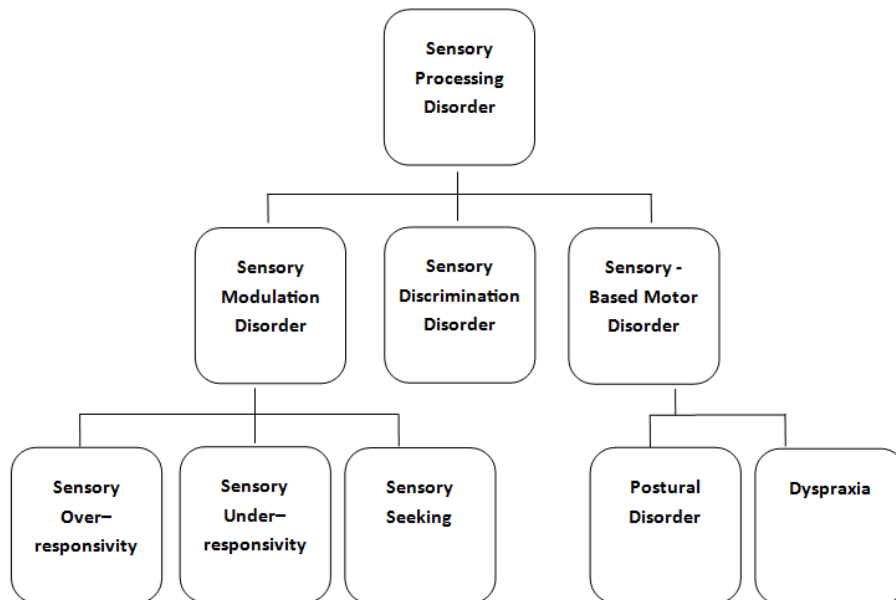 Sensory
Processing
Disorder
Sensory
Modulation
Disorder
Sensory
Discrimination
Disorder
Sensory -
Based Motor
Disorder
Sensory
Over–
responsivity
Sensory
Under–
responsivity
Sensory
Seeking
Postural
Disorder
Dyspraxia